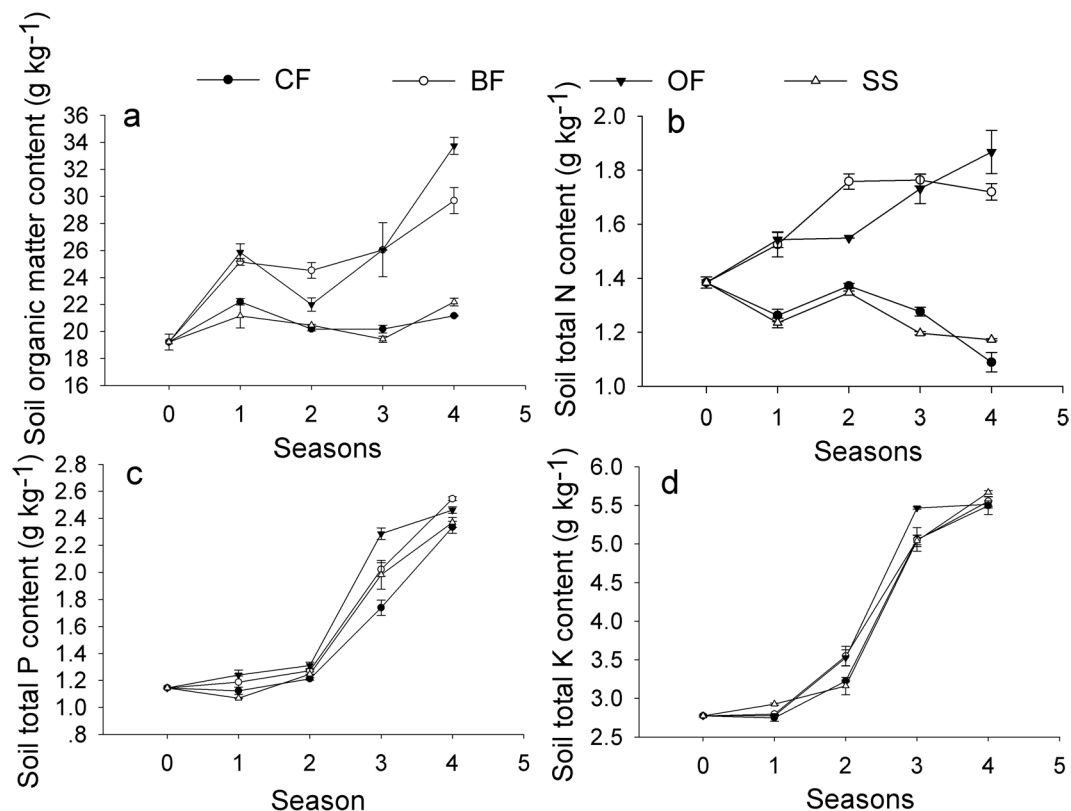 CF BF OF SS
a
Soil organic matter content (g kg-1)
36
34
32
30
28
26
24
22
20
18
16
0 1 2 3 4 5
Seasons
b
Soil total N content (g kg-1)
2.0
1.8
1.6
1.4
1.2
1.0
0 1 2 3 4 5
Seasons
c
Soil total P content (g kg-1)
2.8
2.6
2.4
2.2
2.0
1.8
1.6
1.4
1.2
1.0
.8
0 1 2 3 4 5
Season
d
Soil total K content (g kg-1)
6.0
5.5
5.0
4.5
4.0
3.5
3.0
2.5
0 1 2 3 4 5
Seasons